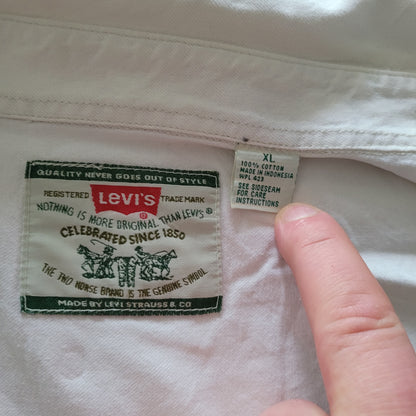 QUALITY NEVER GOES OUT OF STYLE
REGISTERED Levi's TRADEMARK
NOTHING IS MORE ORIGINAL THAN LEVI'S ®
CELEBRATED SINCE 1850
THE TWO HORSE BRAND IS THE GENUINE SYMBOL
MADE BY LEVI STRAUSS & CO
XL
100% COTTON
MADE IN INDONESIA
WPL 423
SEE SIDESEAM
FOR CARE
INSTRUCTIONS